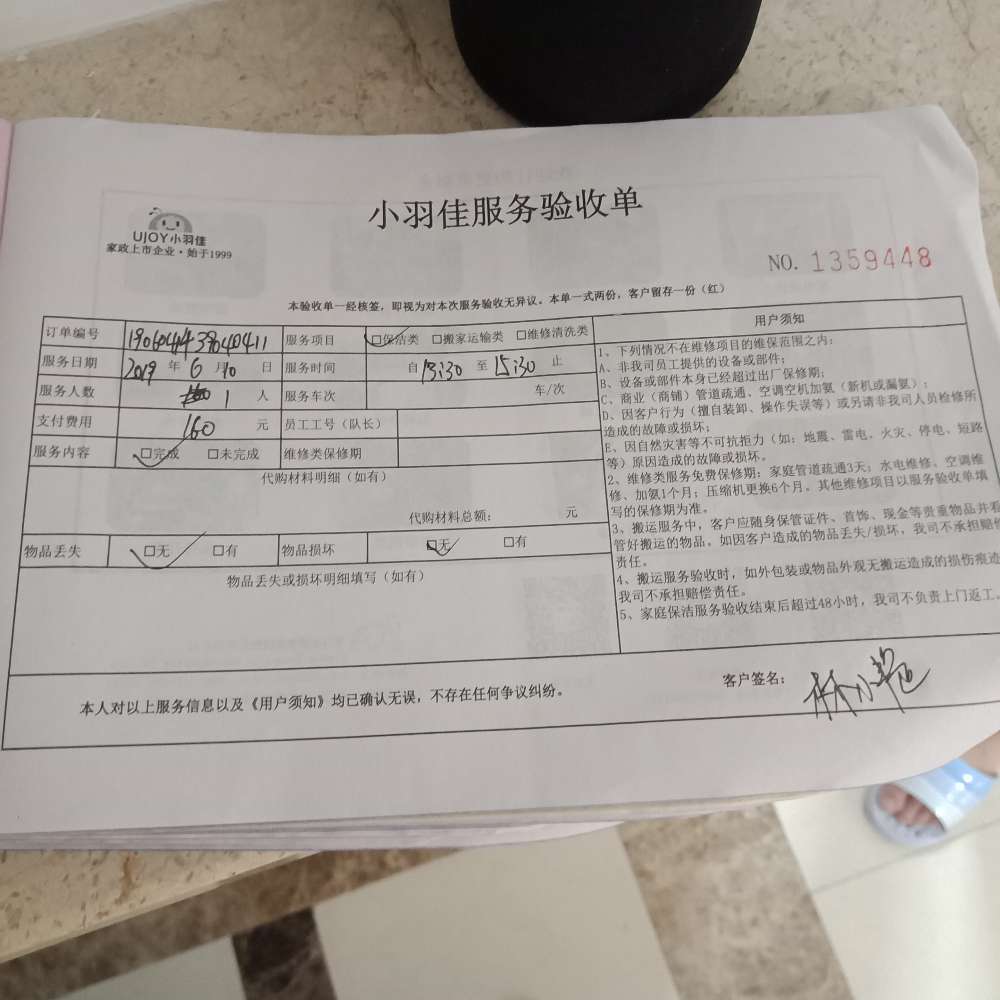 小羽佳服务验收单
UJOY小羽佳
家政上市企业·始于1999
NO. 1359448
本验收单一经核签，即视为对本次服务验收无异议。本单一式两份，客户留存一份（红）
订单编号 服务项目 □保洁类 □搬家运输类 □维修清洗类
服务日期 2019 年 6 月 10 日 服务时间 自 13:30 至 15:30 止
服务人数 1 人 服务车次 车/次
支付费用 160 元 员工工号（队长）
服务内容 □完成 □未完成 维修类保修期
代购材料明细（如有）
代购材料总额： 元
物品丢失 □无 □有 物品损坏 □无 □有
物品丢失或损坏明细填写（如有）
用户须知
1、下列情况不在维修项目的维保范围之内：
A、非我司员工提供的设备或部件；
B、设备或部件本身已经超过出厂保修期；
C、商业（商铺）管道疏通、空调空机加氨（新机或漏氨）；
D、因客户行为（擅自装卸、操作失误等）或另请非我司人员检修所
造成的故障或损坏；
E、因自然灾害等不可抗拒力（如：地震、雷电、火灾、停电、短路
等）原因造成的故障或损坏。
2、维修类服务免费保修期：家庭管道疏通3天；水电维修、空调维
修、加氨1个月；压缩机更换6个月。其他维修项目以服务验收单填
写的保修期为准。
3、搬运服务中，客户应随身保管证件、首饰、现金等贵重物品并看
管好搬运的物品。如因客户造成的物品丢失/损坏，我司不承担赔偿
责任。
4、搬运服务验收时，如外包装或物品外观无搬运造成的损伤痕迹
我司不承担赔偿责任。
5、家庭保洁服务验收结束后超过48小时，我司不负责上门返工。
本人对以上服务信息以及《用户须知》均已确认无误，不存在任何争议纠纷。
客户签名：